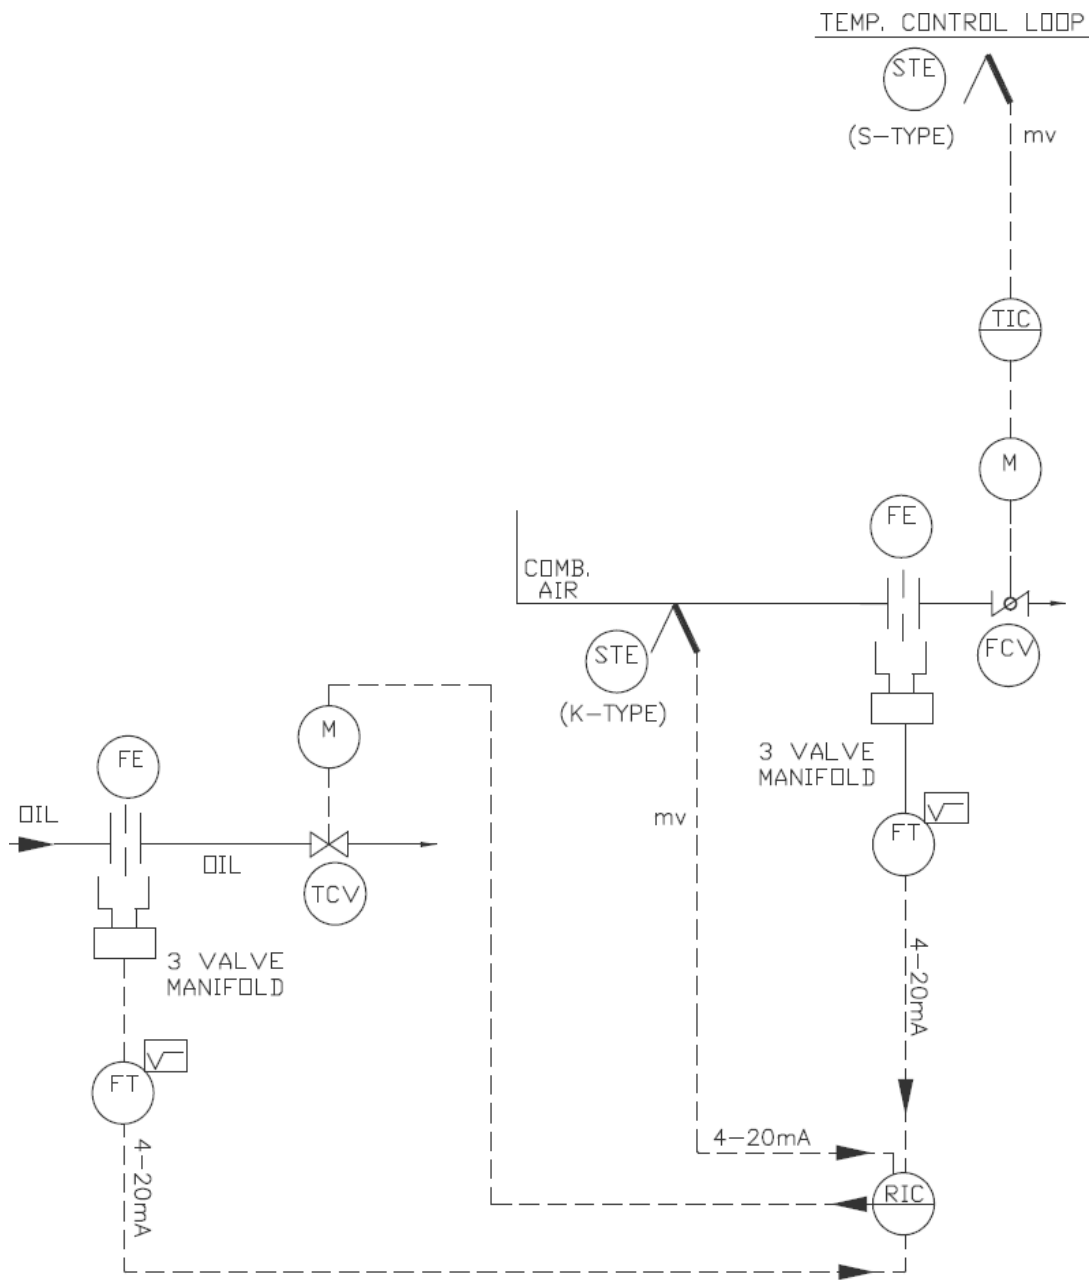 TEMP. CONTROL LOOP
STE
(S-TYPE)
mv
TIC
M
FE
COMB.
AIR
STE
FCV
(K-TYPE)
M
3 VALVE
MANIFOLD
FE
OIL
mv
FT
√
OIL
TCV
4-20mA
3 VALVE
MANIFOLD
FT
√
4-20mA
4-20mA
RIC